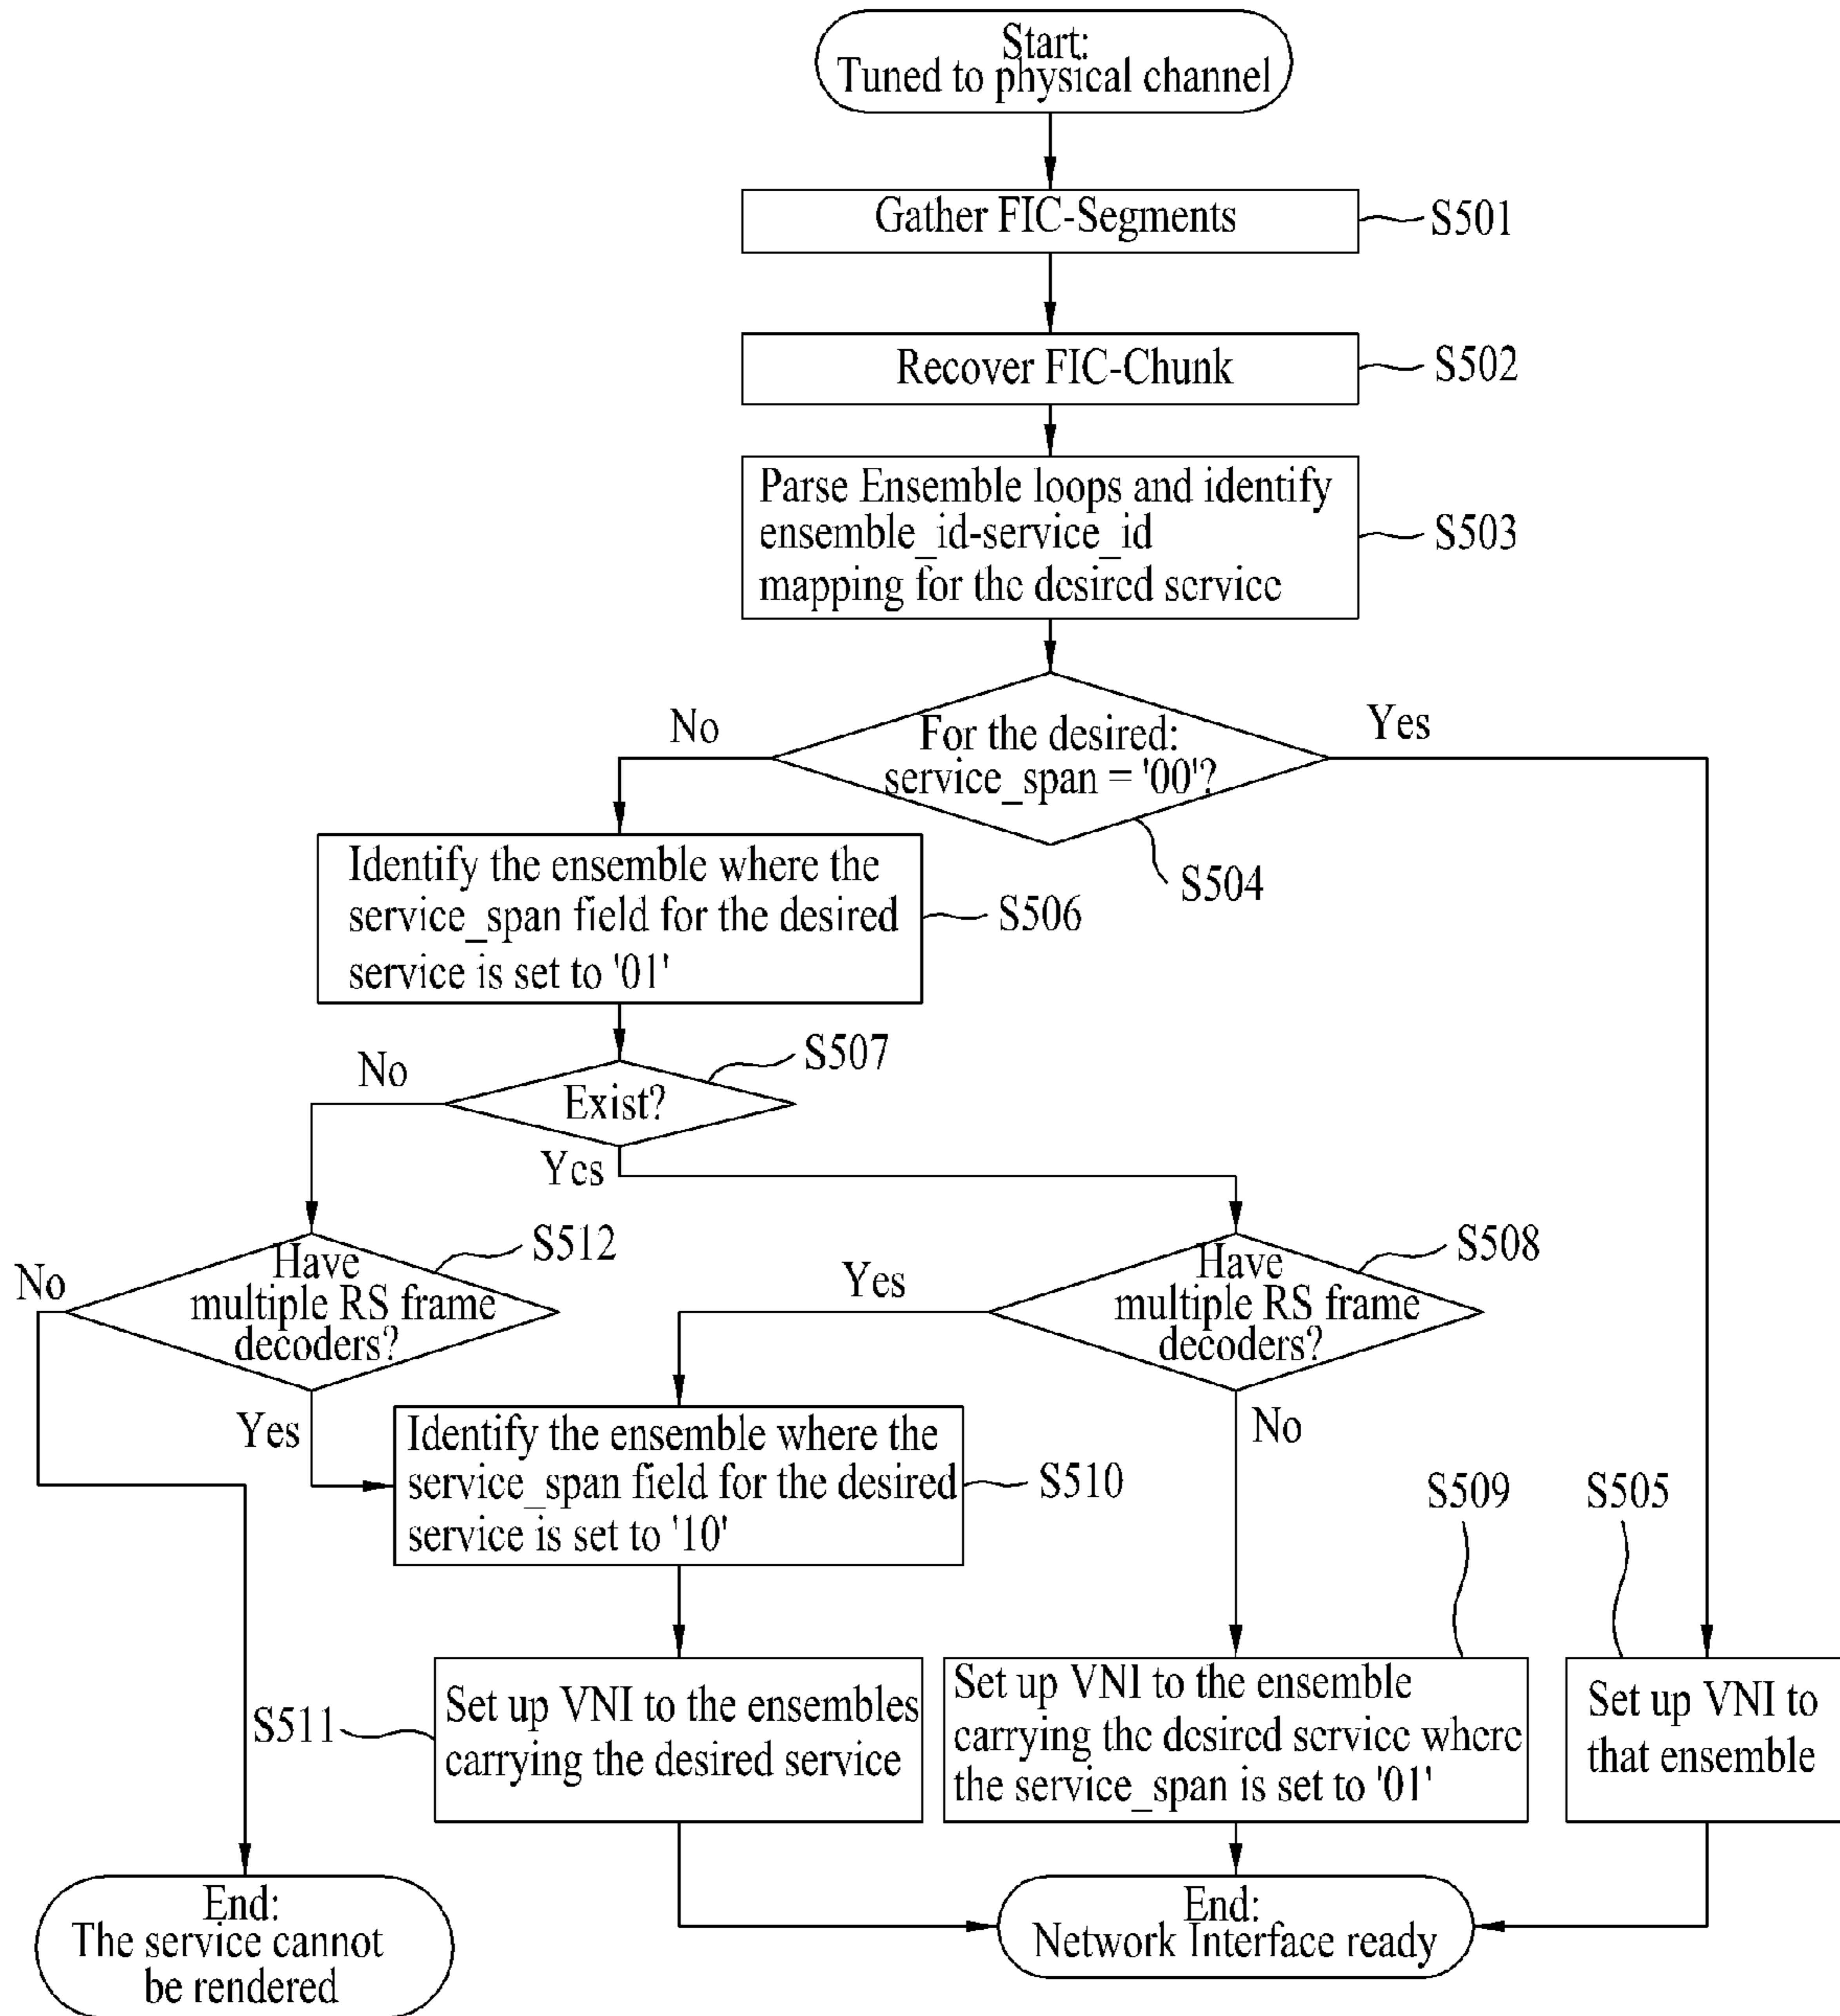 Start:
Tuned to physical channel
Gather FIC-Segments
S501
Recover FIC-Chunk
S502
Parse Ensemble loops and identify
ensemble_id-service_id
mapping for the desired service
S503
No
For the desired:
service_span = '00'?
Yes
S504
Identify the ensemble where the
service_span field for the desired
service is set to '01'
S506
S507
No
Exist?
Yes
S512
Have
multiple RS frame
decoders?
No
Yes
S508
Have
multiple RS frame
decoders?
Yes
No
Identify the ensemble where the
service_span field for the desired
service is set to '10'
S510
S509
S505
S511
Set up VNI to the ensembles
carrying the desired service
Set up VNI to the ensemble
carrying the desired service where
the service_span is set to '01'
Set up VNI to
that ensemble
End:
The service cannot
be rendered
End:
Network Interface ready